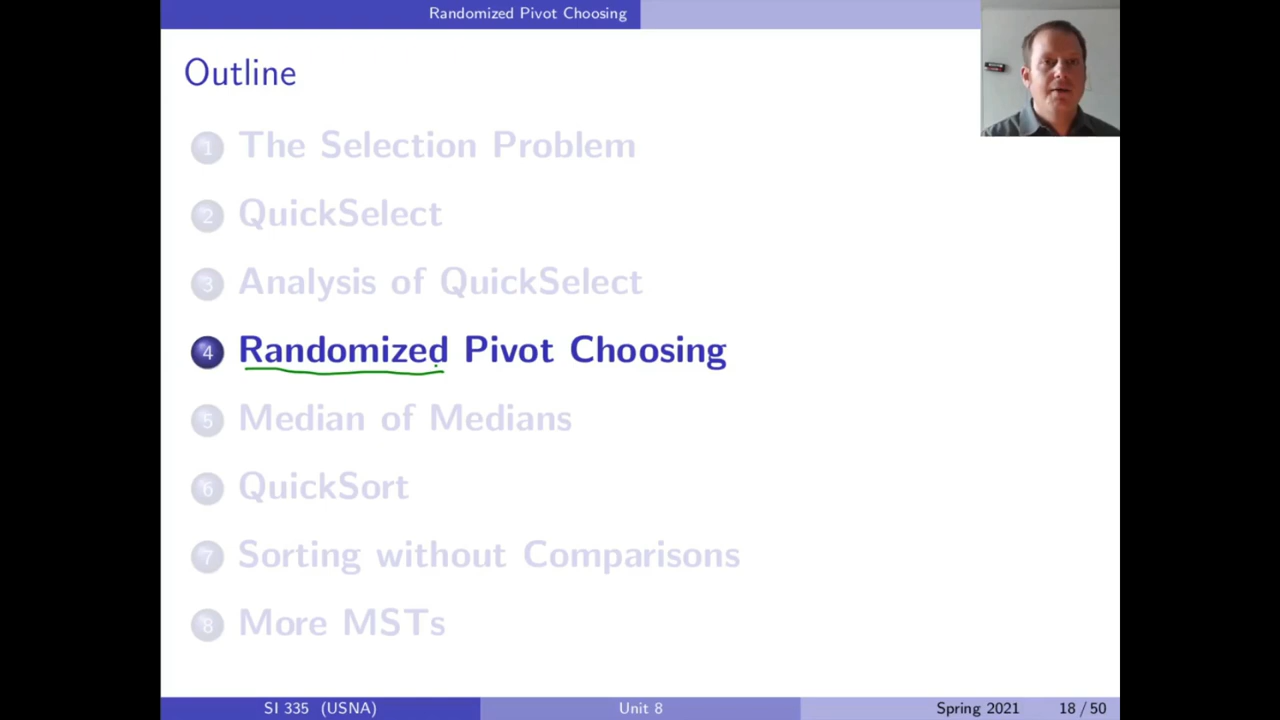 Randomized Pivot Choosing
Outline
1 The Selection Problem
2 QuickSelect
3 Analysis of QuickSelect
4 Randomized Pivot Choosing
5 Median of Medians
6 QuickSort
7 Sorting without Comparisons
8 More MSTs
SI 335 (USNA) Unit 8 Spring 2021 18 / 50